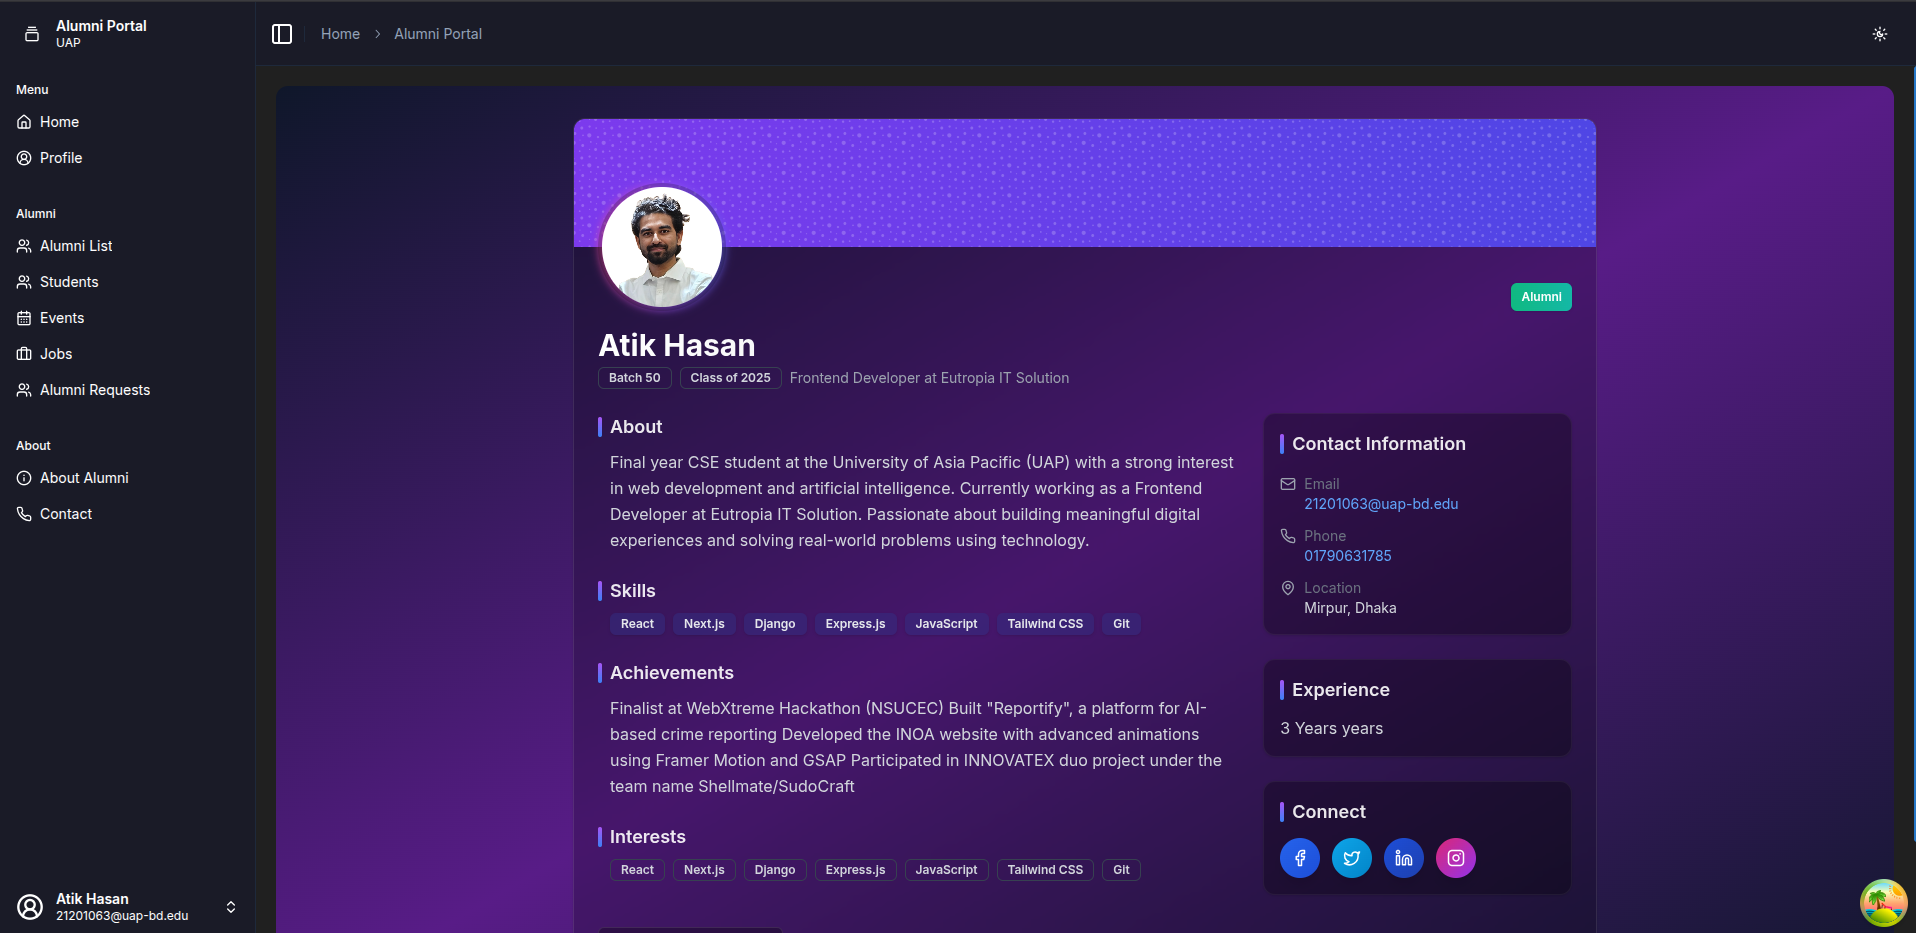 Alumni Portal
UAP
Menu
Home
Profile
Alumni
Alumni List
Students
Events
Jobs
Alumni Requests
About
About Alumni
Contact
Atik Hasan
21201063@uap-bd.edu
Home > Alumni Portal
Alumni
Atik Hasan
Batch 50 Class of 2025 Frontend Developer at Eutropia IT Solution
About
Final year CSE student at the University of Asia Pacific (UAP) with a strong interest
in web development and artificial intelligence. Currently working as a Frontend
Developer at Eutropia IT Solution. Passionate about building meaningful digital
experiences and solving real-world problems using technology.
Skills
React Next.js Django Express.js JavaScript Tailwind CSS Git
Achievements
Finalist at WebXtreme Hackathon (NSUCEC) Built "Reportify", a platform for AI-
based crime reporting Developed the INOA website with advanced animations
using Framer Motion and GSAP Participated in INNOVATEX duo project under the
team name Shellmate/SudoCraft
Interests
React Next.js Django Express.js JavaScript Tailwind CSS Git
Contact Information
Email
21201063@uap-bd.edu
Phone
01790631785
Location
Mirpur, Dhaka
Experience
3 Years years
Connect